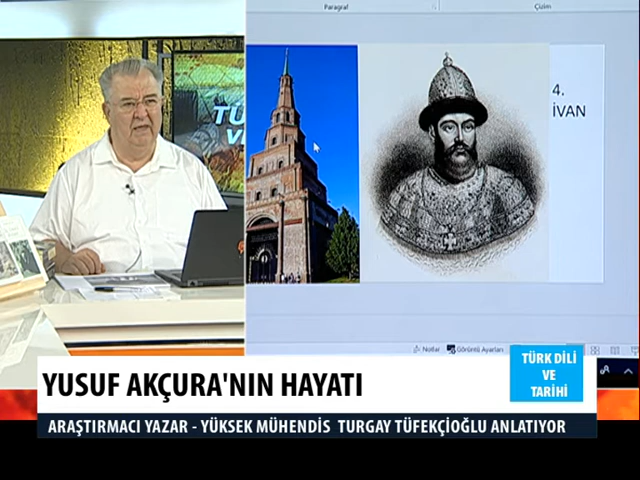 Paragraf
Çizim
4.
İVAN
Notlar
Görüntü Ayarları
YUSUF AKÇURA'NIN HAYATI
TÜRK DİLİ
VE
TARİHİ
ARAŞTIRMACI YAZAR - YÜKSEK MÜHENDİS TURGAY TÜFEKÇİOĞLU ANLATIYOR